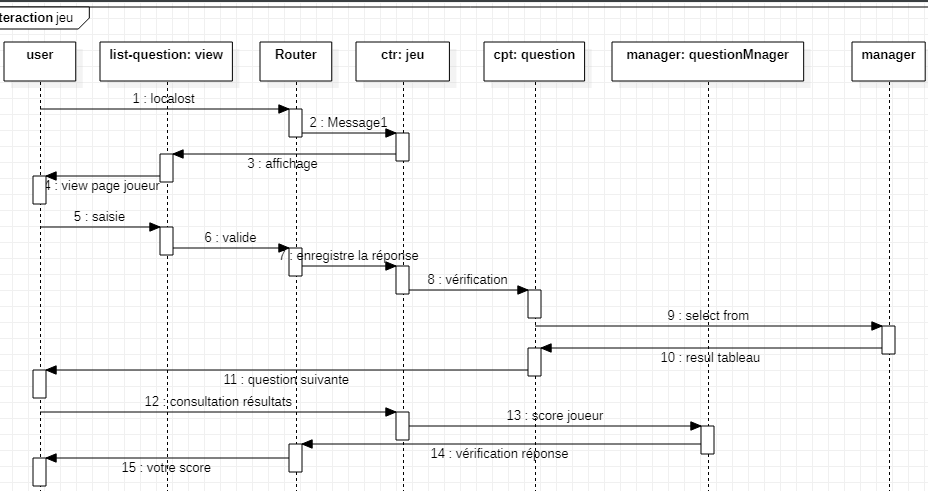 teraction jeu
user
list-question: view
Router
ctr: jeu
cpt: question
manager: questionMnager
manager
1 : localost
2 : Message1
3 : affichage
4 : view page joueur
5 : saisie
6 : valide
7 : enregistre la réponse
8 : vérification
9 : select from
10 : resul tableau
11 : question suivante
12 : consultation résultats
13 : score joueur
14 : vérification réponse
15 : votre score